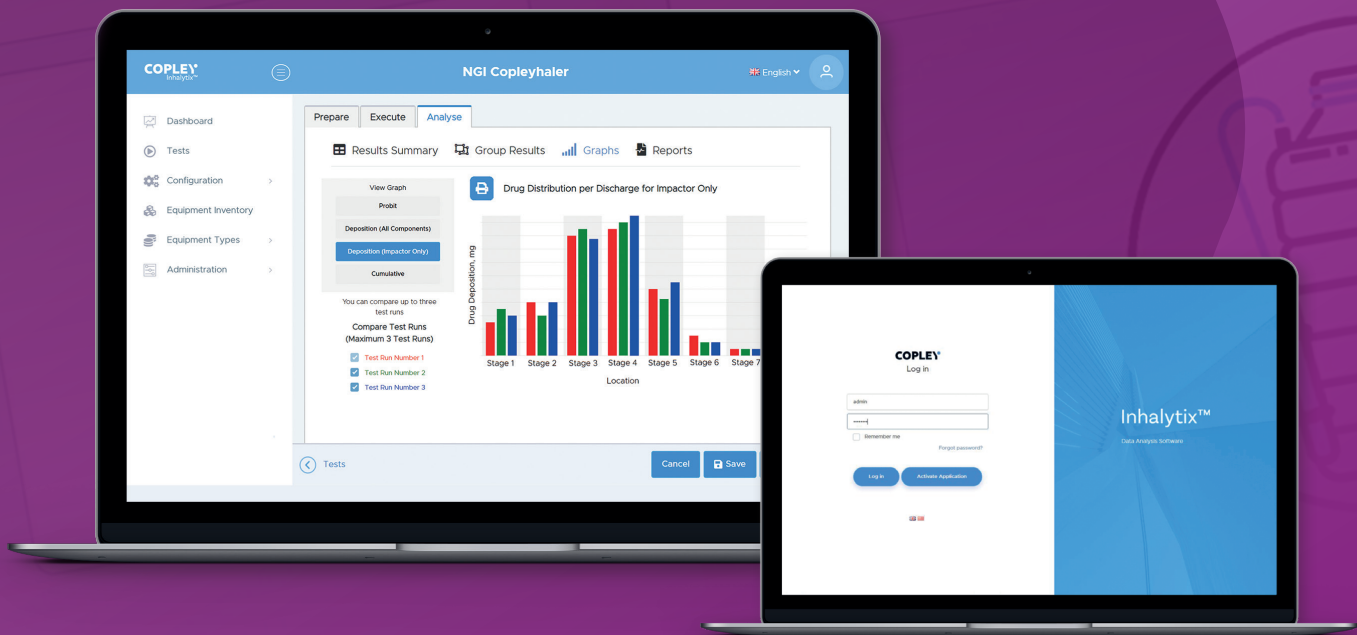 COPLEY
Inhalytix™
NGI Copleyhaler
English
Dashboard
Tests
Configuration
Equipment Inventory
Equipment Types
Administration
Prepare
Execute
Analyse
Results Summary
Group Results
Graphs
Reports
View Graph
Probit
Deposition (All Components)
Deposition (Impactor Only)
Cumulative
You can compare up to three
test runs
Compare Test Runs
(Maximum 3 Test Runs)
Test Run Number 1
Test Run Number 2
Test Run Number 3
Drug Distribution per Discharge for Impactor Only
Drug Deposition, mg
Stage 1
Stage 2
Stage 3
Stage 4
Stage 5
Stage 6
Stage 7
Location
Tests
Cancel
Save
COPLEY
Log in
admin
Remember me
Forgot password?
Log in
Activate Application
Inhalytix™
Data Analysis Software